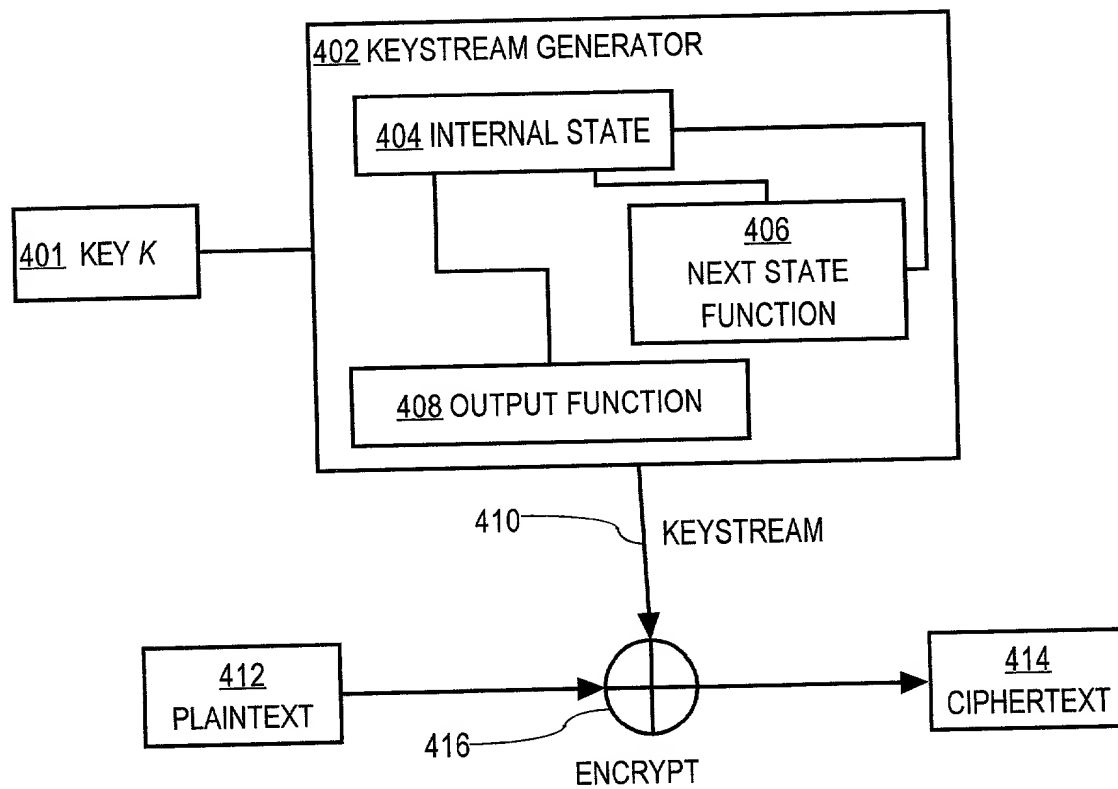 402 KEYSTREAM GENERATOR
404 INTERNAL STATE
406
NEXT STATE
FUNCTION
401 KEY K
408 OUTPUT FUNCTION
410
KEYSTREAM
412
PLAINTEXT
416
ENCRYPT
414
CIPHERTEXT